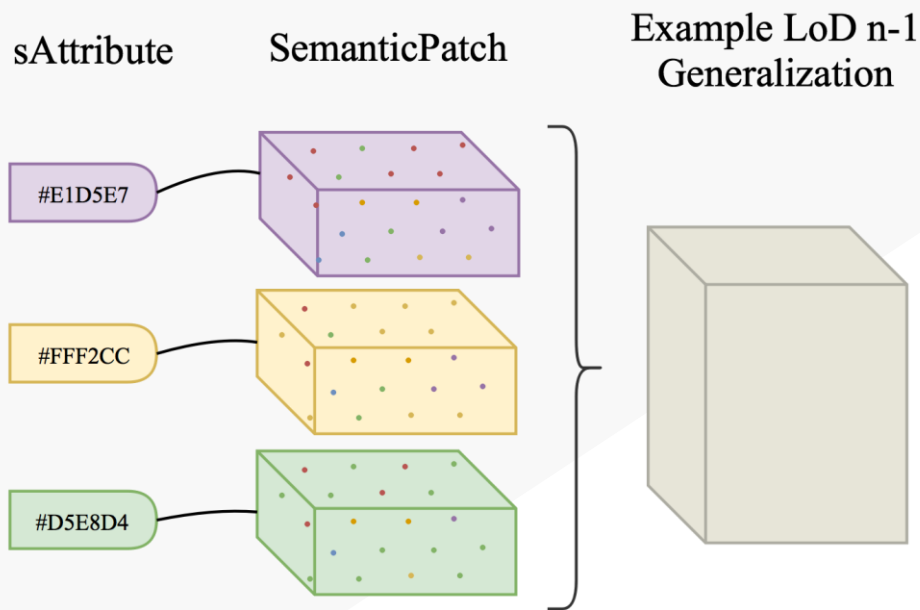 sAttribute
SemanticPatch
Example LoD n-1
Generalization
#E1D5E7
#FFF2CC
#D5E8D4